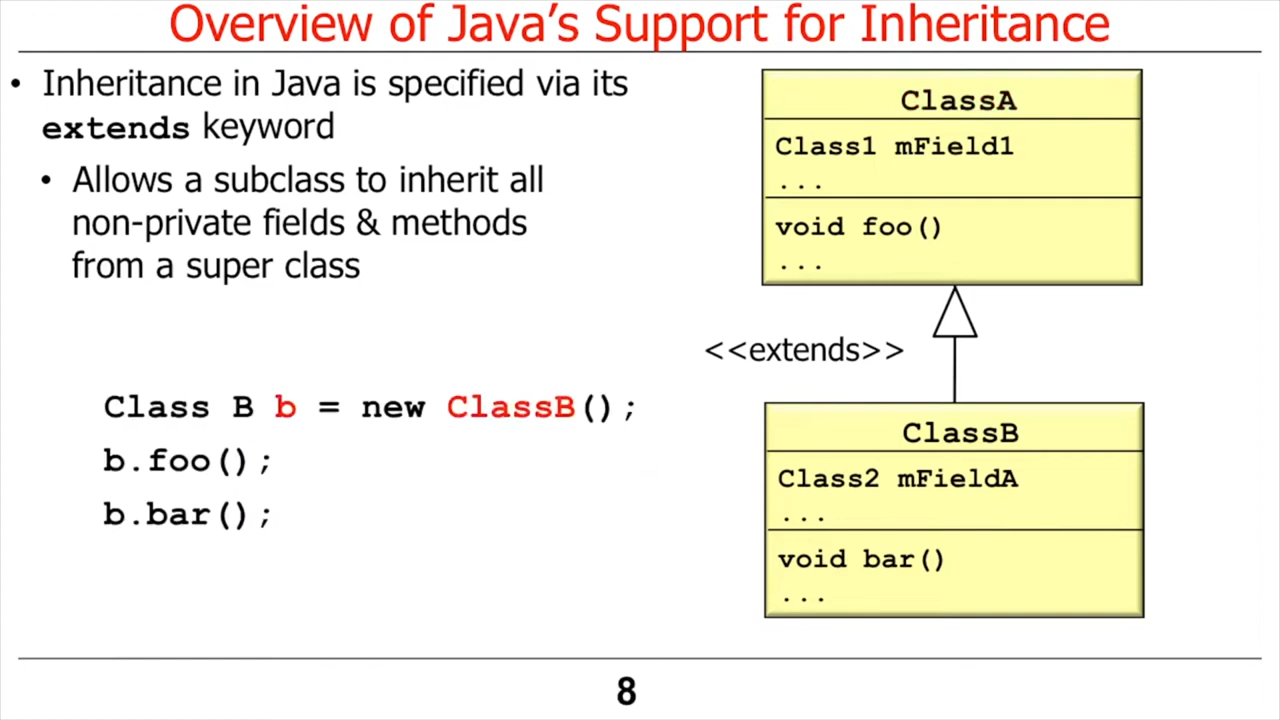 Overview of Java's Support for Inheritance
• Inheritance in Java is specified via its
extends keyword
• Allows a subclass to inherit all
non-private fields & methods
from a super class
Class B b = new ClassB();
b.foo();
b.bar();
ClassA
Class1 mField1
...
void foo()
...
<<extends>>
ClassB
Class2 mFieldA
...
void bar()
...
8